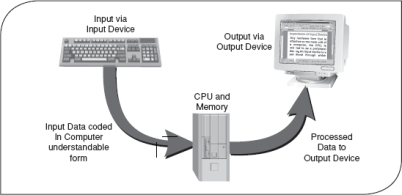 Input via
Input Device
Output via
Output Device
CPU and
Memory
Input Data coded
In Computer
understandable
form
Processed
Data to
Output Device